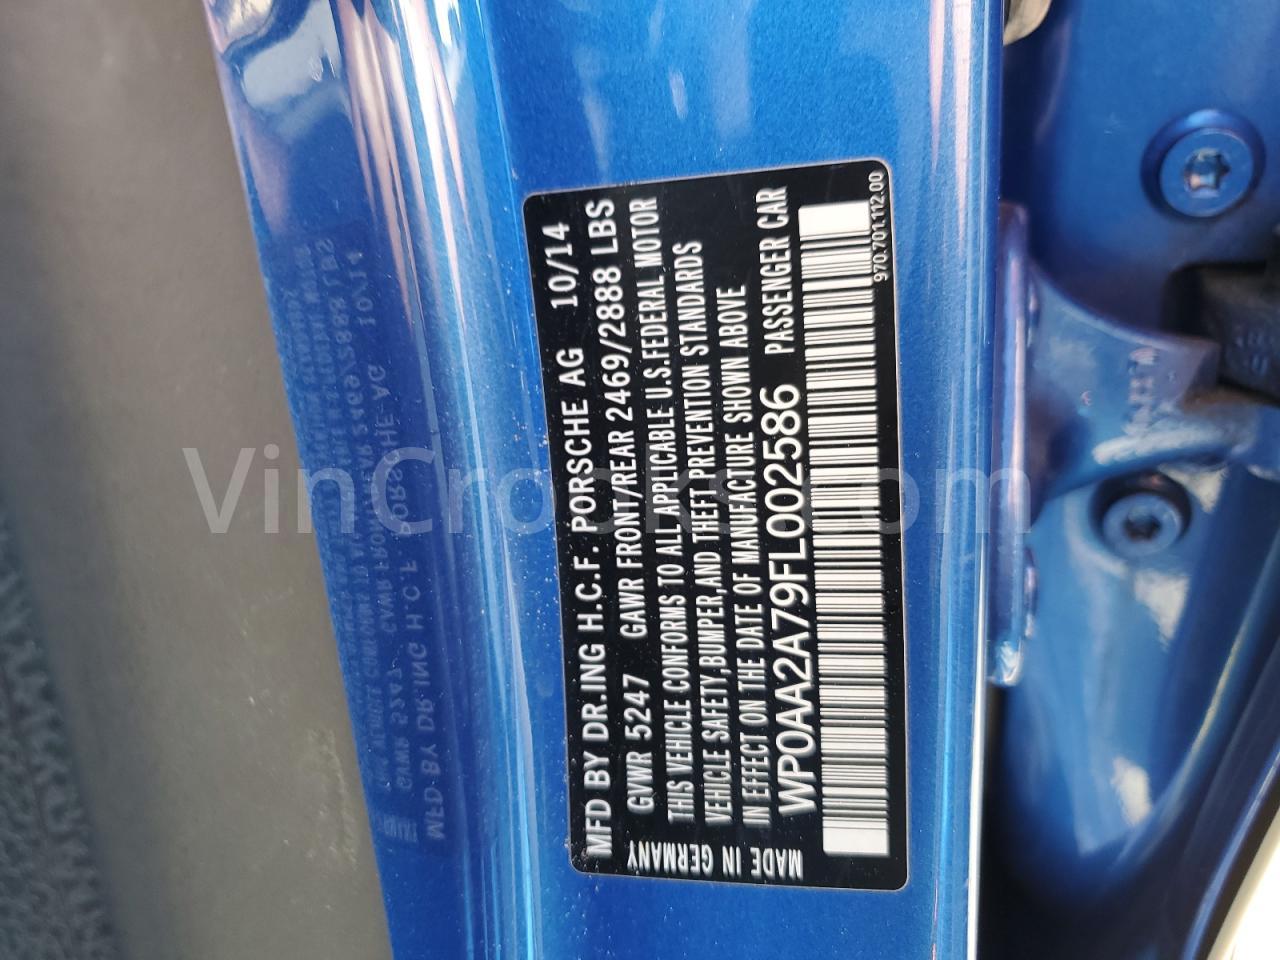 MFD BY DR.ING H.C.F. PORSCHE AG 10/14
GVWR 5247 GAWR FRONT/REAR 2469/2888 LBS
THIS VEHICLE CONFORMS TO ALL APPLICABLE U.S.FEDERAL MOTOR
VEHICLE SAFETY,BUMPER,AND THEFT PREVENTION STANDARDS
IN EFFECT ON THE DATE OF MANUFACTURE SHOWN ABOVE
WP0AA2A79FL002586 PASSENGER CAR
MADE IN GERMANY
970.701.112.00
VinCrooks.com